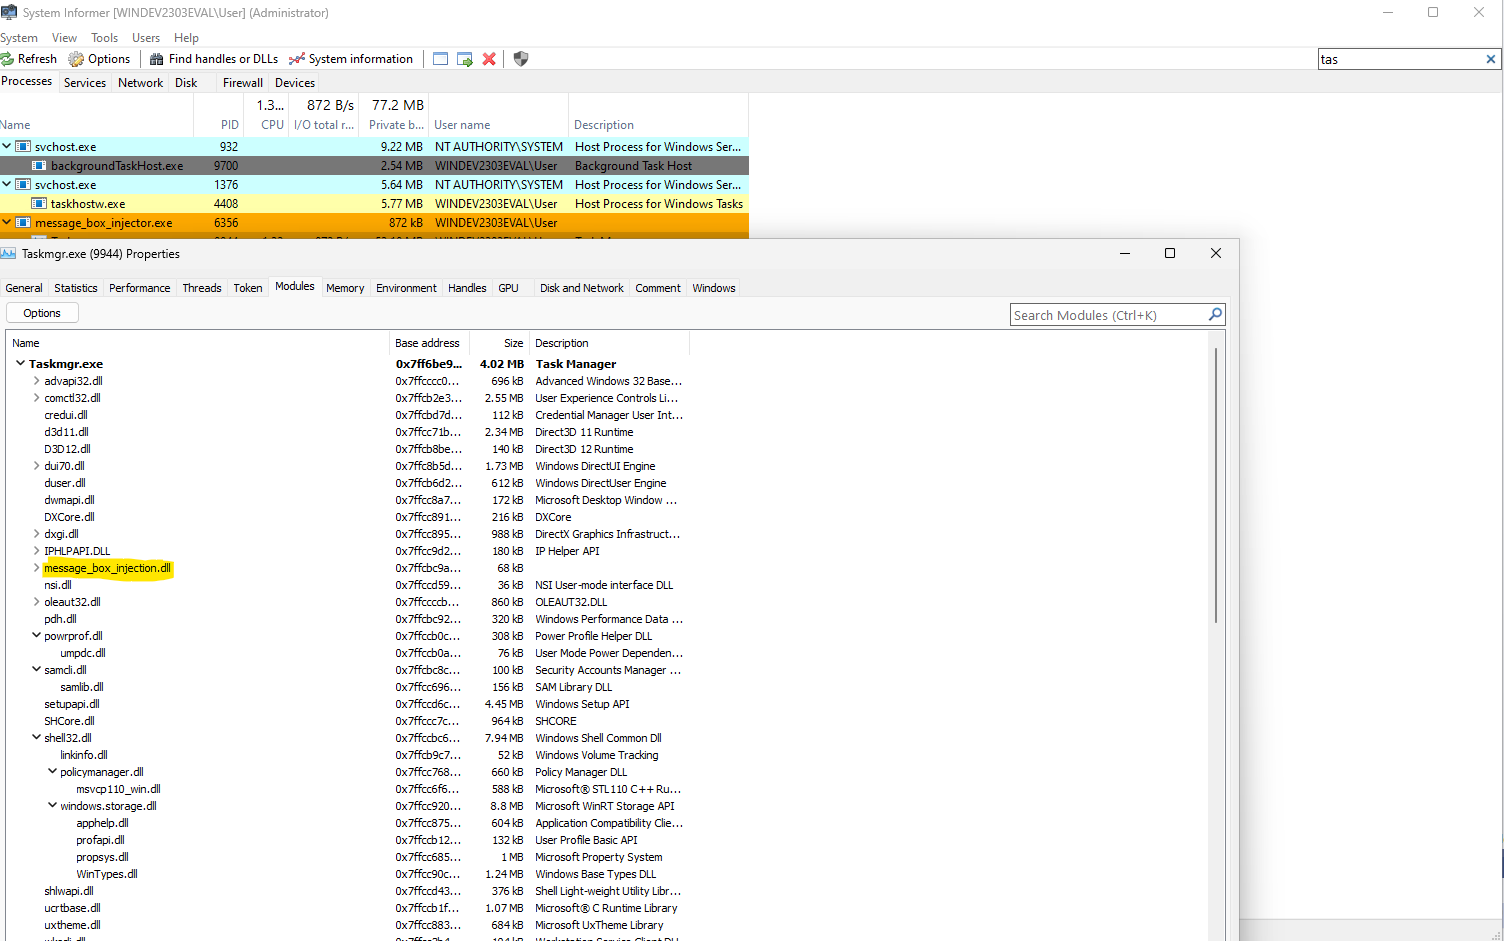 System Informer [WINDEV2303EVAL\User] (Administrator)
System View Tools Users Help
Refresh Options Find handles or DLLs System information tas
Processes Services Network Disk Firewall Devices
1.3... 872 B/s 77.2 MB
Name PID CPU I/O total r... Private b... User name Description
svchost.exe 932 9.22 MB NT AUTHORITY\SYSTEM Host Process for Windows Ser...
backgroundTaskHost.exe 9700 2.54 MB WINDEV2303EVAL\User Background Task Host
svchost.exe 1376 5.64 MB NT AUTHORITY\SYSTEM Host Process for Windows Ser...
taskhostw.exe 4408 5.77 MB WINDEV2303EVAL\User Host Process for Windows Tasks
message_box_injector.exe 6356 872 kB WINDEV2303EVAL\User
Taskmgr.exe (9944) Properties
General Statistics Performance Threads Token Modules Memory Environment Handles GPU Disk and Network Comment Windows
Options Search Modules (Ctrl+K)
Name Base address Size Description
Taskmgr.exe 0x7ff6be9... 4.02 MB Task Manager
advapi32.dll 0x7ffcccc0... 696 kB Advanced Windows 32 Base...
comctl32.dll 0x7ffcb2e3... 2.55 MB User Experience Controls Li...
credui.dll 0x7ffcbd7d... 112 kB Credential Manager User Int...
d3d11.dll 0x7ffcc71b... 2.34 MB Direct3D 11 Runtime
D3D12.dll 0x7ffcb8be... 140 kB Direct3D 12 Runtime
dui70.dll 0x7ffc8b5d... 1.73 MB Windows DirectUI Engine
duser.dll 0x7ffcb6d2... 612 kB Windows DirectUser Engine
dwmapi.dll 0x7ffcc8a7... 172 kB Microsoft Desktop Window ...
DXCore.dll 0x7ffcc891... 216 kB DXCore
dxgi.dll 0x7ffcc895... 988 kB DirectX Graphics Infrastruct...
IPHLPAPI.DLL 0x7ffcc9d2... 180 kB IP Helper API
message_box_injection.dll 0x7ffcbc9a... 68 kB
nsi.dll 0x7ffccd59... 36 kB NSI User-mode interface DLL
oleaut32.dll 0x7ffccccb... 860 kB OLEAUT32.DLL
pdh.dll 0x7ffcbc92... 320 kB Windows Performance Data ...
powrprof.dll 0x7ffccb0c... 308 kB Power Profile Helper DLL
umpdc.dll 0x7ffccb0a... 76 kB User Mode Power Dependen...
samcli.dll 0x7ffcbc8c... 100 kB Security Accounts Manager ...
samlib.dll 0x7ffcc696... 156 kB SAM Library DLL
setupapi.dll 0x7ffccd6c... 4.45 MB Windows Setup API
SHCore.dll 0x7ffccc7c... 964 kB SHCORE
shell32.dll 0x7ffccbc6... 7.94 MB Windows Shell Common Dll
linkinfo.dll 0x7ffcb9c7... 52 kB Windows Volume Tracking
policymanager.dll 0x7ffcc768... 660 kB Policy Manager DLL
msvcp110_win.dll 0x7ffcc6f6... 588 kB Microsoft® STL110 C++ Ru...
windows.storage.dll 0x7ffcc920... 8.8 MB Microsoft WinRT Storage API
apphelp.dll 0x7ffcc875... 604 kB Application Compatibility Clie...
profapi.dll 0x7ffccb12... 132 kB User Profile Basic API
propsys.dll 0x7ffcc685... 1 MB Microsoft Property System
WinTypes.dll 0x7ffcc90c... 1.24 MB Windows Base Types DLL
shlwapi.dll 0x7ffccd43... 376 kB Shell Light-weight Utility Libr...
ucrtbase.dll 0x7ffccb1f... 1.07 MB Microsoft® C Runtime Library
uxtheme.dll 0x7ffcc883... 684 kB Microsoft UxTheme Library